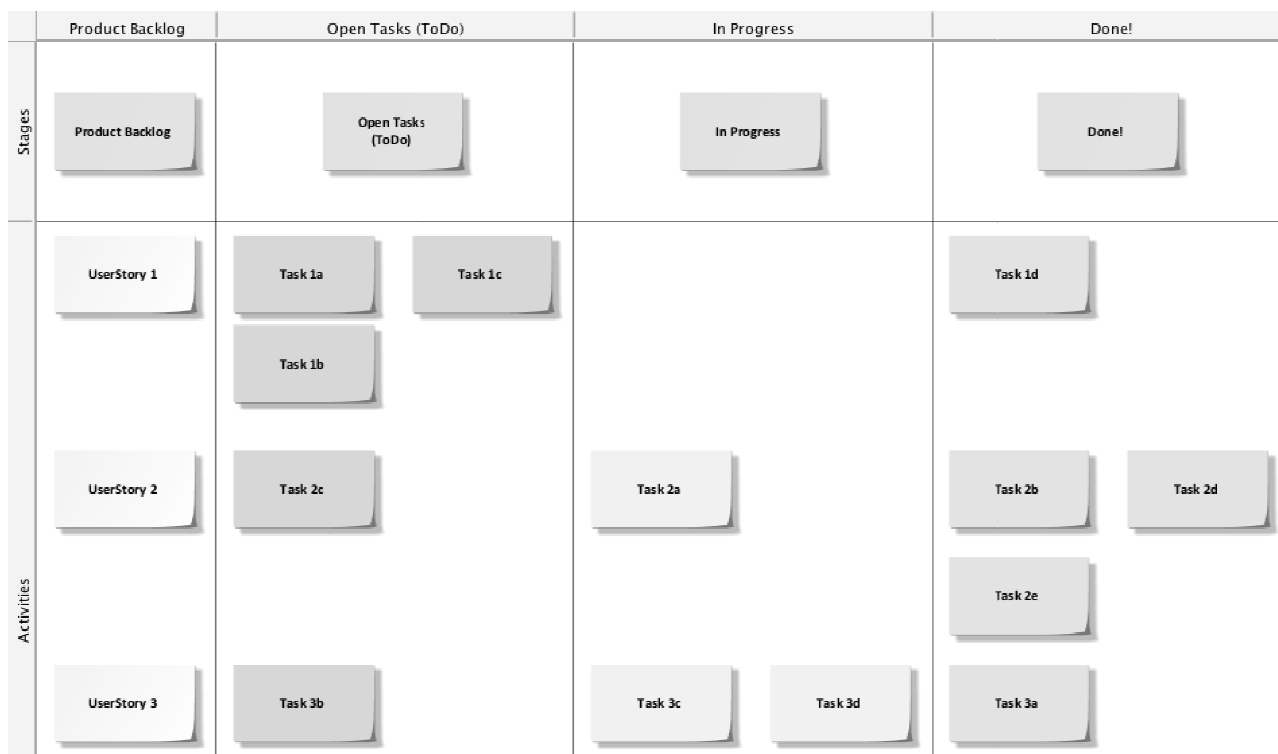 Product Backlog
Open Tasks (ToDo)
In Progress
Done!
Stages
Product Backlog
Open Tasks
(ToDo)
In Progress
Done!
Activities
UserStory 1
Task 1a
Task 1c
Task 1d
Task 1b
UserStory 2
Task 2c
Task 2a
Task 2b
Task 2d
Task 2e
UserStory 3
Task 3b
Task 3c
Task 3d
Task 3a